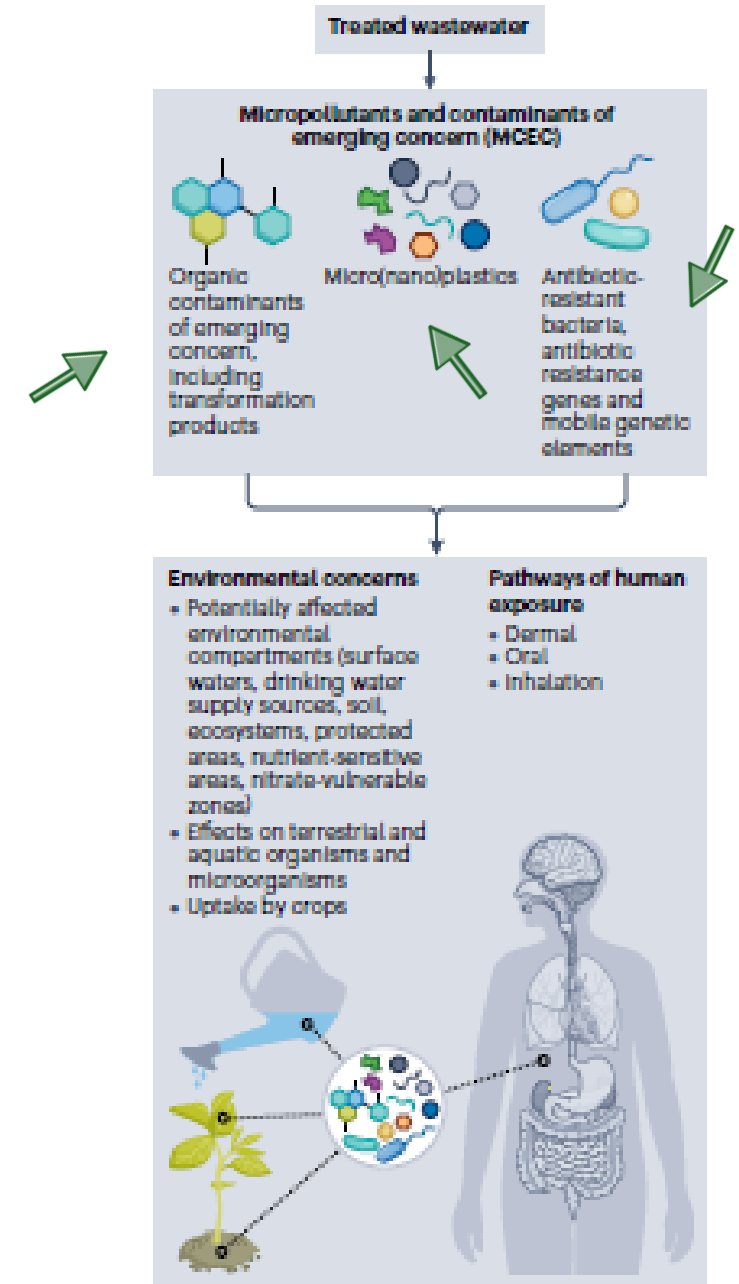 Treated wastewater
Micropollutants and contaminants of
emerging concern (MCEC)
Organic
contaminants
of emerging
concern,
including
transformation
products
Micro(nano)plastics
Antibiotic-
resistant
bacteria,
antibiotic
resistance
genes and
mobile genetic
elements
Environmental concerns
• Potentially affected
environmental
compartments (surface
waters, drinking water
supply sources, soil,
ecosystems, protected
areas, nutrient-sensitive
areas, nitrate-vulnerable
zones)
• Effects on terrestrial and
aquatic organisms and
microorganisms
• Uptake by crops
Pathways of human
exposure
• Dermal
• Oral
• Inhalation